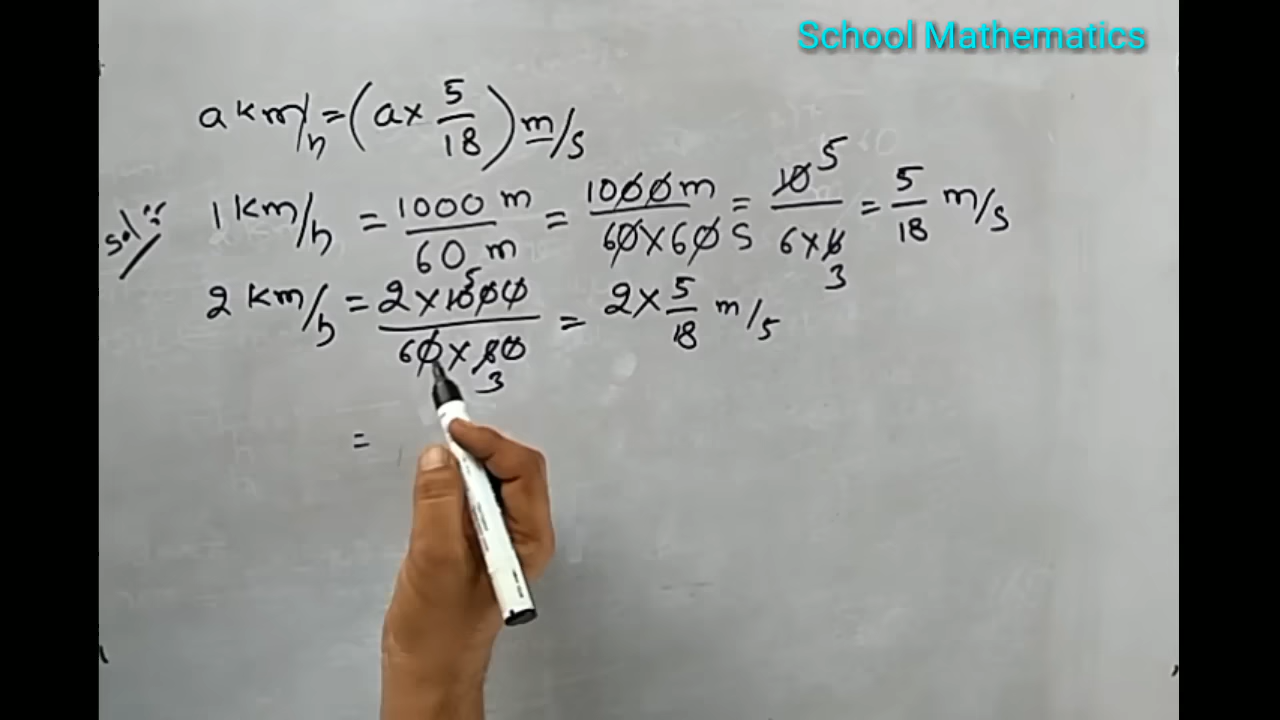 School Mathematics
a km/h = (a × 5/18) m/s
sol: 1 km/h = 1000 m/60 m = 1000 m/60×60 s = 10 5/6×6 3 = 5/18 m/s
2 km/h = 2×1000 5/60×60 3 = 2×5/18 m/s
=